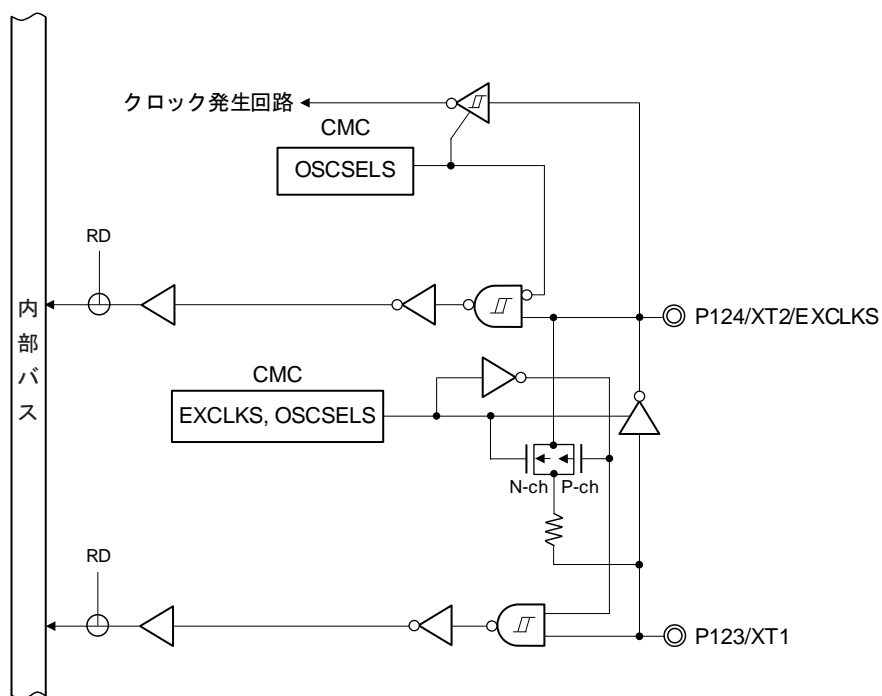 クロック発生回路
CMC
OSCSELS
RD
内部バス
P124/XT2/EXCLKS
CMC
EXCLKS, OSCSELS
N-ch
P-ch
RD
P123/XT1